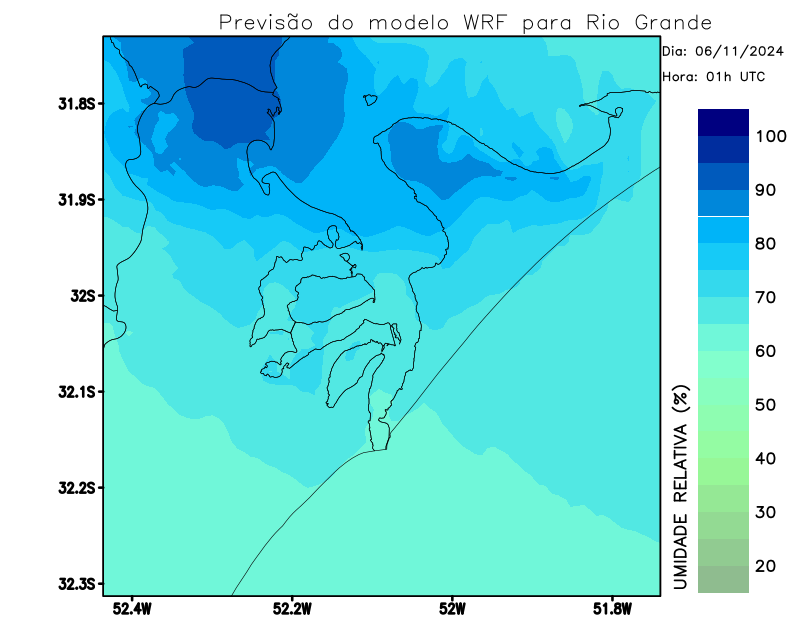 Previsão do modelo WRF para Rio Grande
Dia: 06/11/2024
Hora: 01h UTC
31.8S
31.9S
32S
32.1S
32.2S
32.3S
52.4W
52.2W
52W
51.8W
100
90
80
70
60
50
40
30
20
UMIDADE RELATIVA (%)